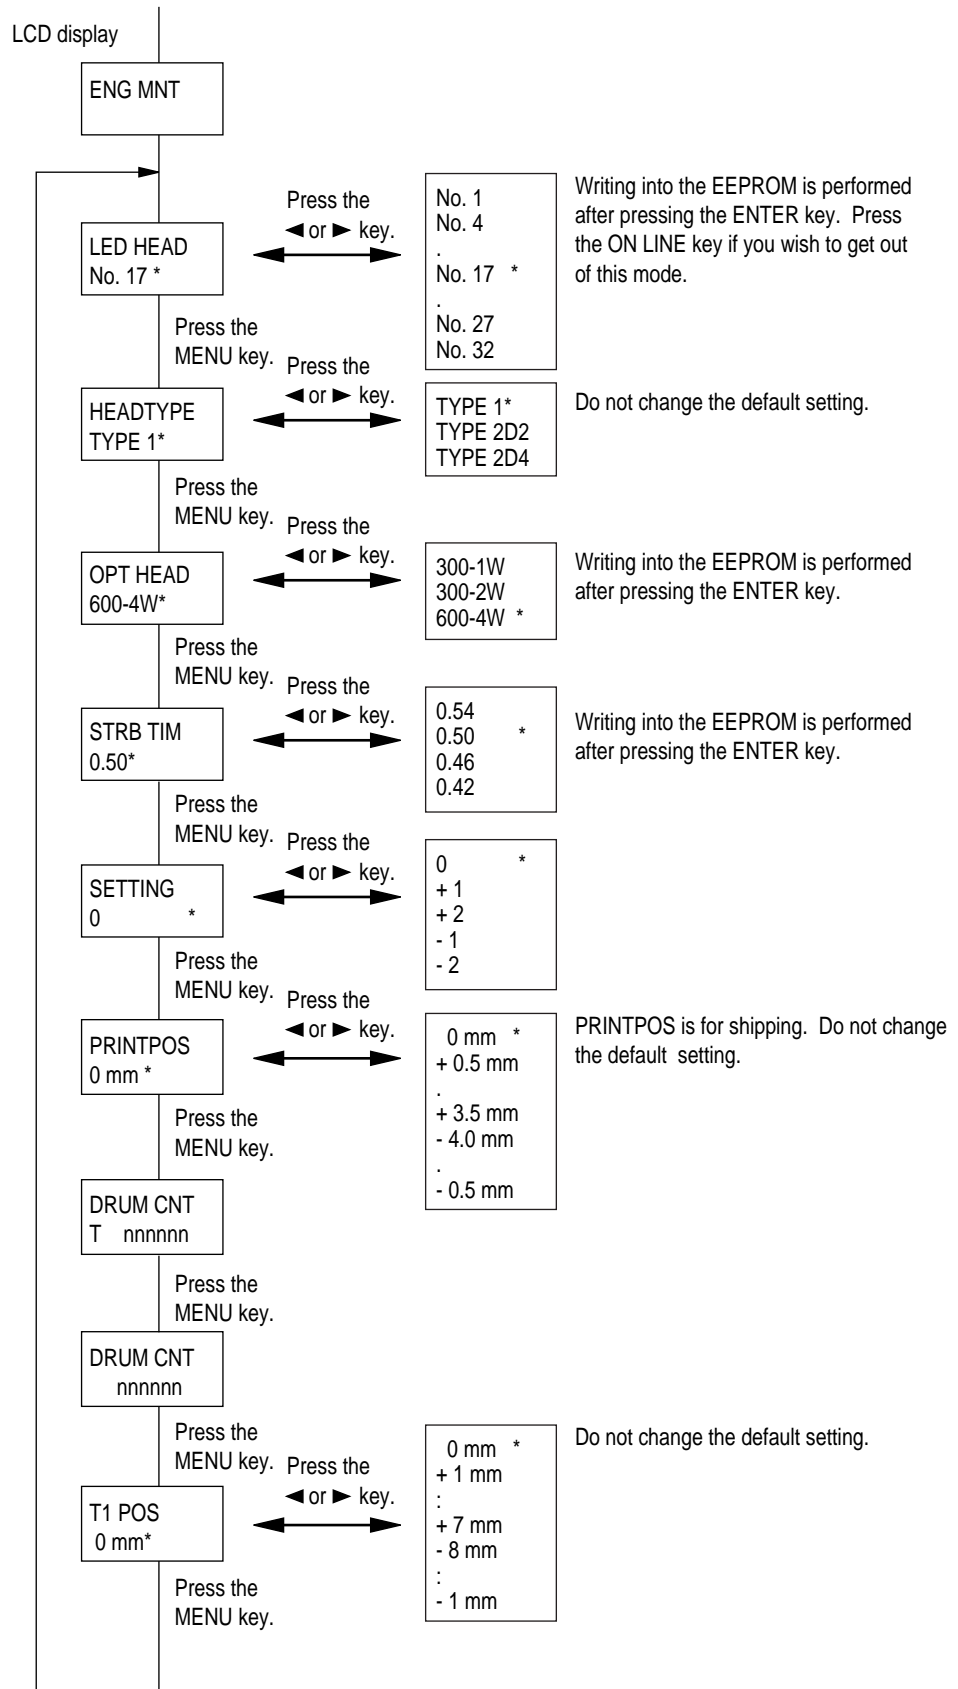 LCD display
ENG MNT
LED HEAD
No. 17 *
Press the
◄ or ► key.
No. 1
No. 4
.
No. 17 *
.
No. 27
No. 32
Writing into the EEPROM is performed
after pressing the ENTER key. Press
the ON LINE key if you wish to get out
of this mode.
Press the
MENU key.
HEADTYPE
TYPE 1*
Press the
◄ or ► key.
TYPE 1*
TYPE 2D2
TYPE 2D4
Do not change the default setting.
Press the
MENU key.
OPT HEAD
600-4W*
Press the
◄ or ► key.
300-1W
300-2W
600-4W *
Writing into the EEPROM is performed
after pressing the ENTER key.
Press the
MENU key.
STRB TIM
0.50*
Press the
◄ or ► key.
0.54
0.50 *
0.46
0.42
Writing into the EEPROM is performed
after pressing the ENTER key.
Press the
MENU key.
SETTING
0 *
Press the
◄ or ► key.
0 *
+ 1
+ 2
- 1
- 2
Press the
MENU key.
PRINTPOS
0 mm *
Press the
◄ or ► key.
0 mm *
+ 0.5 mm
.
+ 3.5 mm
- 4.0 mm
.
- 0.5 mm
PRINTPOS is for shipping. Do not change
the default setting.
Press the
MENU key.
DRUM CNT
T nnnnnn
Press the
MENU key.
DRUM CNT
nnnnnn
Press the
MENU key.
T1 POS
0 mm*
Press the
◄ or ► key.
0 mm *
+ 1 mm
:
+ 7 mm
- 8 mm
:
- 1 mm
Do not change the default setting.
Press the
MENU key.